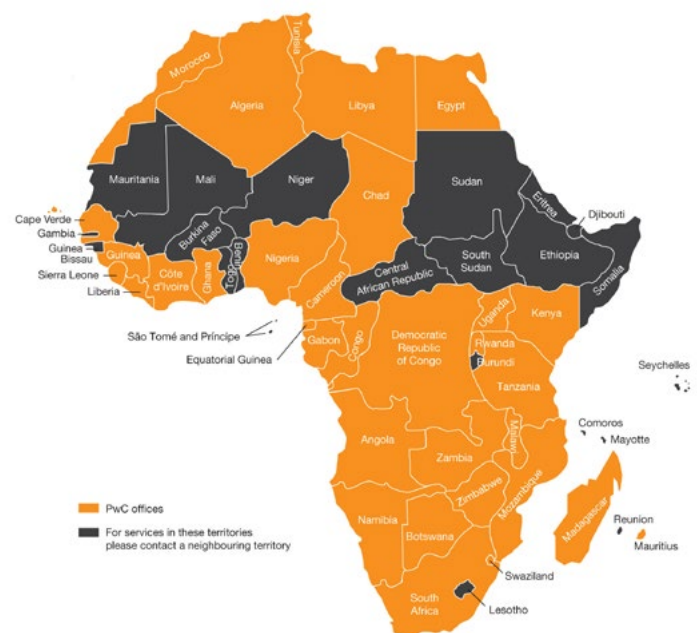 Tunisia
Morocco
Algeria
Libya
Egypt
Mauritania
Mali
Niger
Chad
Sudan
Eritrea
Djibouti
Cape Verde
Gambia
Guinea
Bissau
Guinea
Sierra Leone
Liberia
Côte
d'Ivoire
Burkina
Faso
Ghana
Togo
Benin
Nigeria
Cameroon
Central
African Republic
South
Sudan
Ethiopia
Somalia
São Tomé and Príncipe
Equatorial Guinea
Gabon
Congo
Democratic
Republic
of Congo
Uganda
Kenya
Rwanda
Burundi
Tanzania
Seychelles
Comoros
Mayotte
Angola
Zambia
Malawi
Mozambique
Zimbabwe
Namibia
Botswana
Madagascar
Reunion
Mauritius
Swaziland
South
Africa
Lesotho
PwC offices
For services in these territories
please contact a neighbouring territory